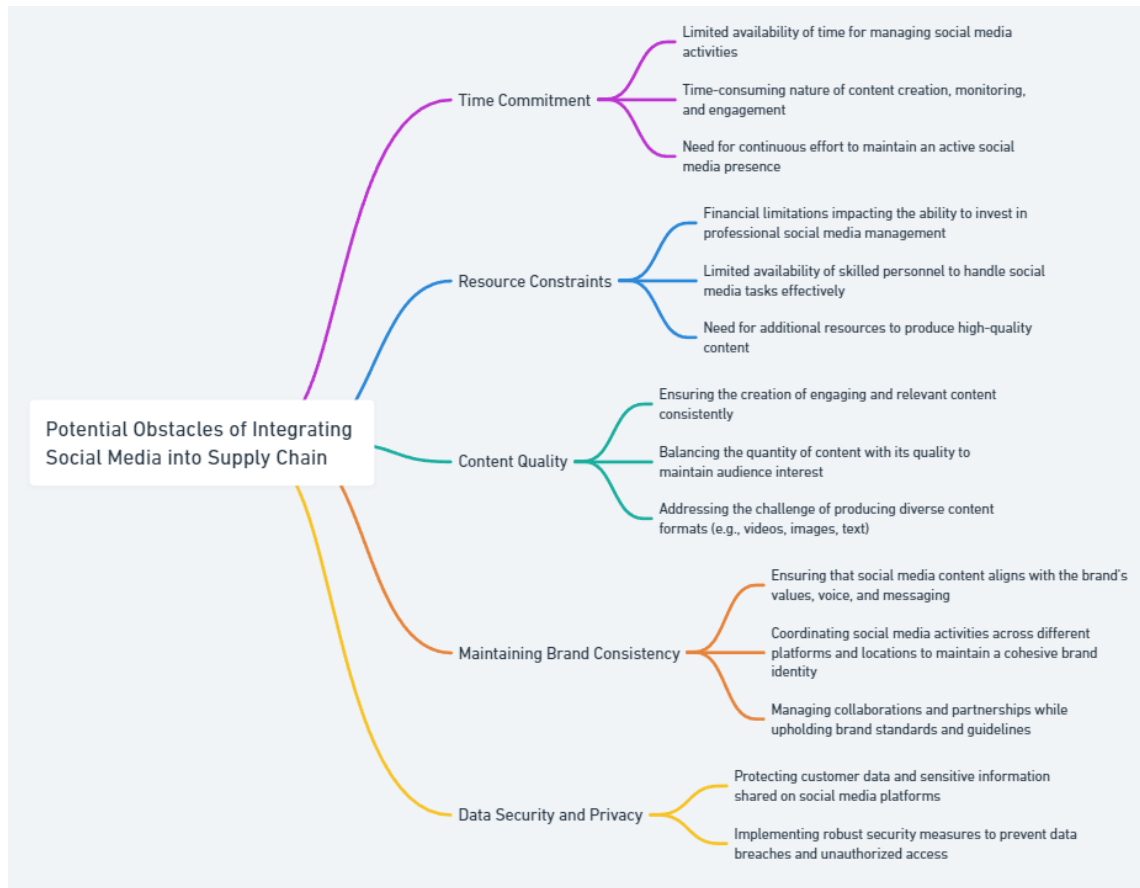 Potential Obstacles of Integrating
Social Media into Supply Chain
Time Commitment
Limited availability of time for managing social media
activities
Time-consuming nature of content creation, monitoring,
and engagement
Need for continuous effort to maintain an active social
media presence
Resource Constraints
Financial limitations impacting the ability to invest in
professional social media management
Limited availability of skilled personnel to handle social
media tasks effectively
Need for additional resources to produce high-quality
content
Content Quality
Ensuring the creation of engaging and relevant content
consistently
Balancing the quantity of content with its quality to
maintain audience interest
Addressing the challenge of producing diverse content
formats (e.g., videos, images, text)
Maintaining Brand Consistency
Ensuring that social media content aligns with the brand's
values, voice, and messaging
Coordinating social media activities across different
platforms and locations to maintain a cohesive brand
identity
Managing collaborations and partnerships while
upholding brand standards and guidelines
Data Security and Privacy
Protecting customer data and sensitive information
shared on social media platforms
Implementing robust security measures to prevent data
breaches and unauthorized access